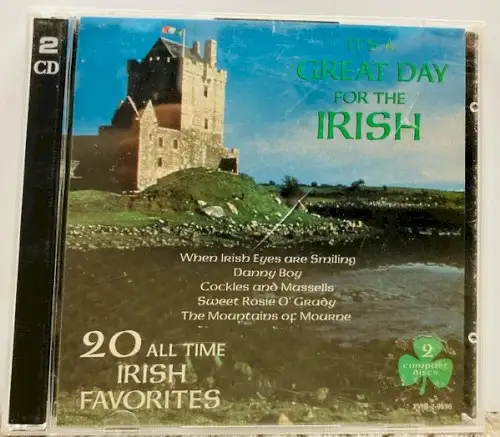 2
CD
IT'S A
GREAT DAY
FOR THE
IRISH
When Irish Eyes are Smiling
Danny Boy
Cockles and Mussells
Sweet Rosie O' Grady
The Mountains of Mourne
20 ALL TIME
IRISH
FAVORITES
2
compact
discs